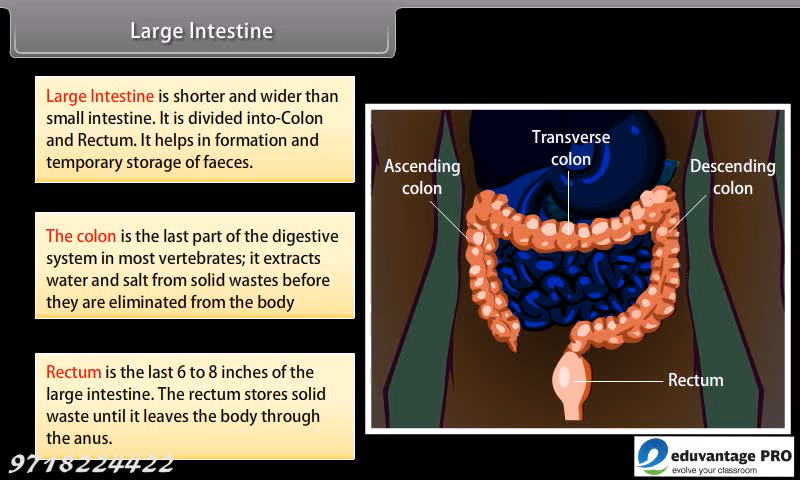 Large Intestine
Large Intestine is shorter and wider than
small intestine. It is divided into-Colon
and Rectum. It helps in formation and
temporary storage of faeces.
The colon is the last part of the digestive
system in most vertebrates; it extracts
water and salt from solid wastes before
they are eliminated from the body
Rectum is the last 6 to 8 inches of the
large intestine. The rectum stores solid
waste until it leaves the body through
the anus.
Transverse
colon
Ascending
colon
Descending
colon
Rectum
9718224422
eduvantage PRO
evolve your classroom